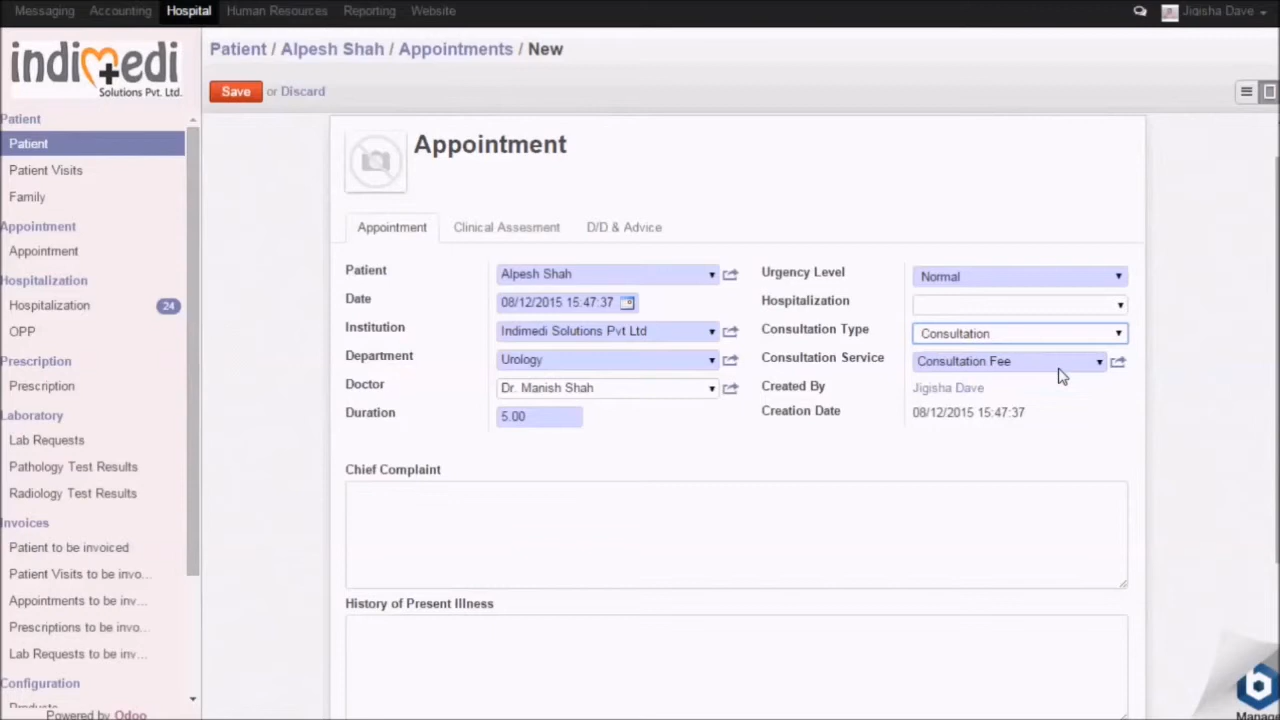 Messaging Accounting Hospital Human Resources Reporting Website Jigisha Dave
indimedi
Solutions Pvt. Ltd.
Patient / Alpesh Shah / Appointments / New
Save or Discard
Patient
Patient
Patient Visits
Family
Appointment
Appointment
Hospitalization
Hospitalization 24
OPP
Prescription
Prescription
Laboratory
Lab Requests
Pathology Test Results
Radiology Test Results
Invoices
Patient to be invoiced
Patient Visits to be invo...
Appointments to be inv...
Prescriptions to be invo...
Lab Requests to be inv...
Configuration
Products
Powered by Odoo
Appointment
Appointment Clinical Assesment D/D & Advice
Patient Alpesh Shah
Date 08/12/2015 15:47:37
Institution Indimedi Solutions Pvt Ltd
Department Urology
Doctor Dr. Manish Shah
Duration 5.00
Urgency Level Normal
Hospitalization
Consultation Type Consultation
Consultation Service Consultation Fee
Created By Jigisha Dave
Creation Date 08/12/2015 15:47:37
Chief Complaint
History of Present Illness